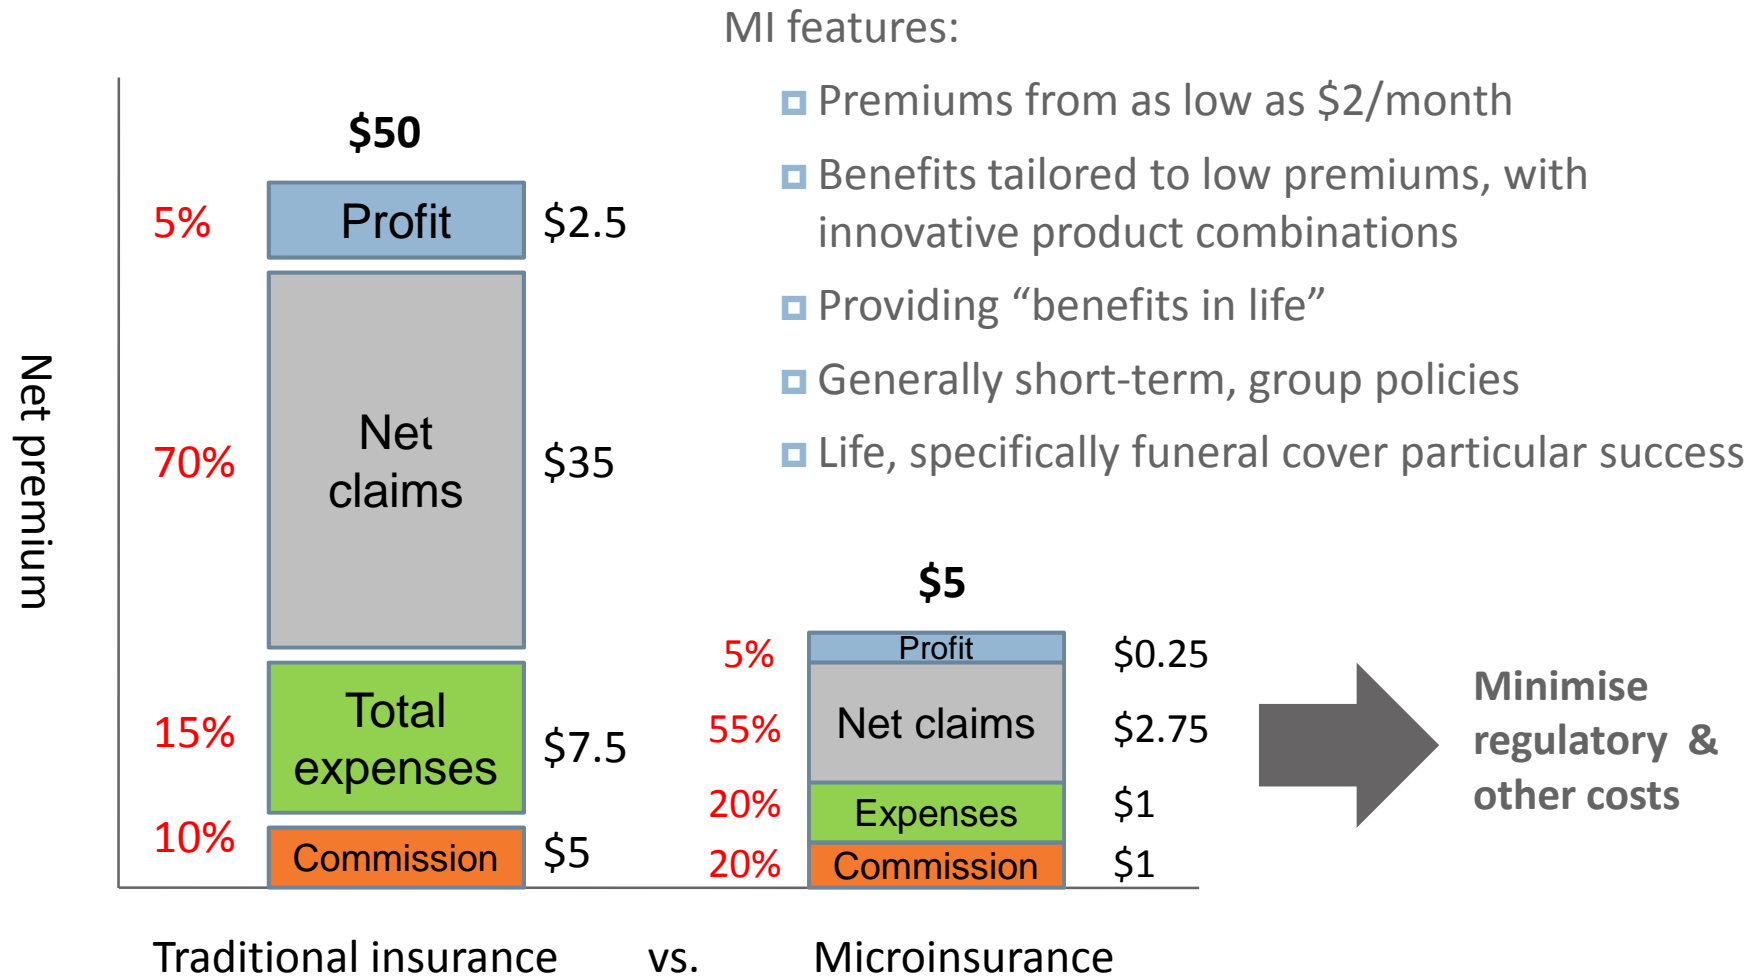 MI features:
Premiums from as low as $2/month
Benefits tailored to low premiums, with
innovative product combinations
Providing “benefits in life”
Generally short-term, group policies
Life, specifically funeral cover particular success
Net premium
$50
5%
Profit
$2.5
70%
Net
claims
$35
15%
Total
expenses
$7.5
10%
Commission
$5
$5
5%
Profit
$0.25
55%
Net claims
$2.75
20%
Expenses
$1
20%
Commission
$1
Minimise
regulatory &
other costs
Traditional insurance vs. Microinsurance